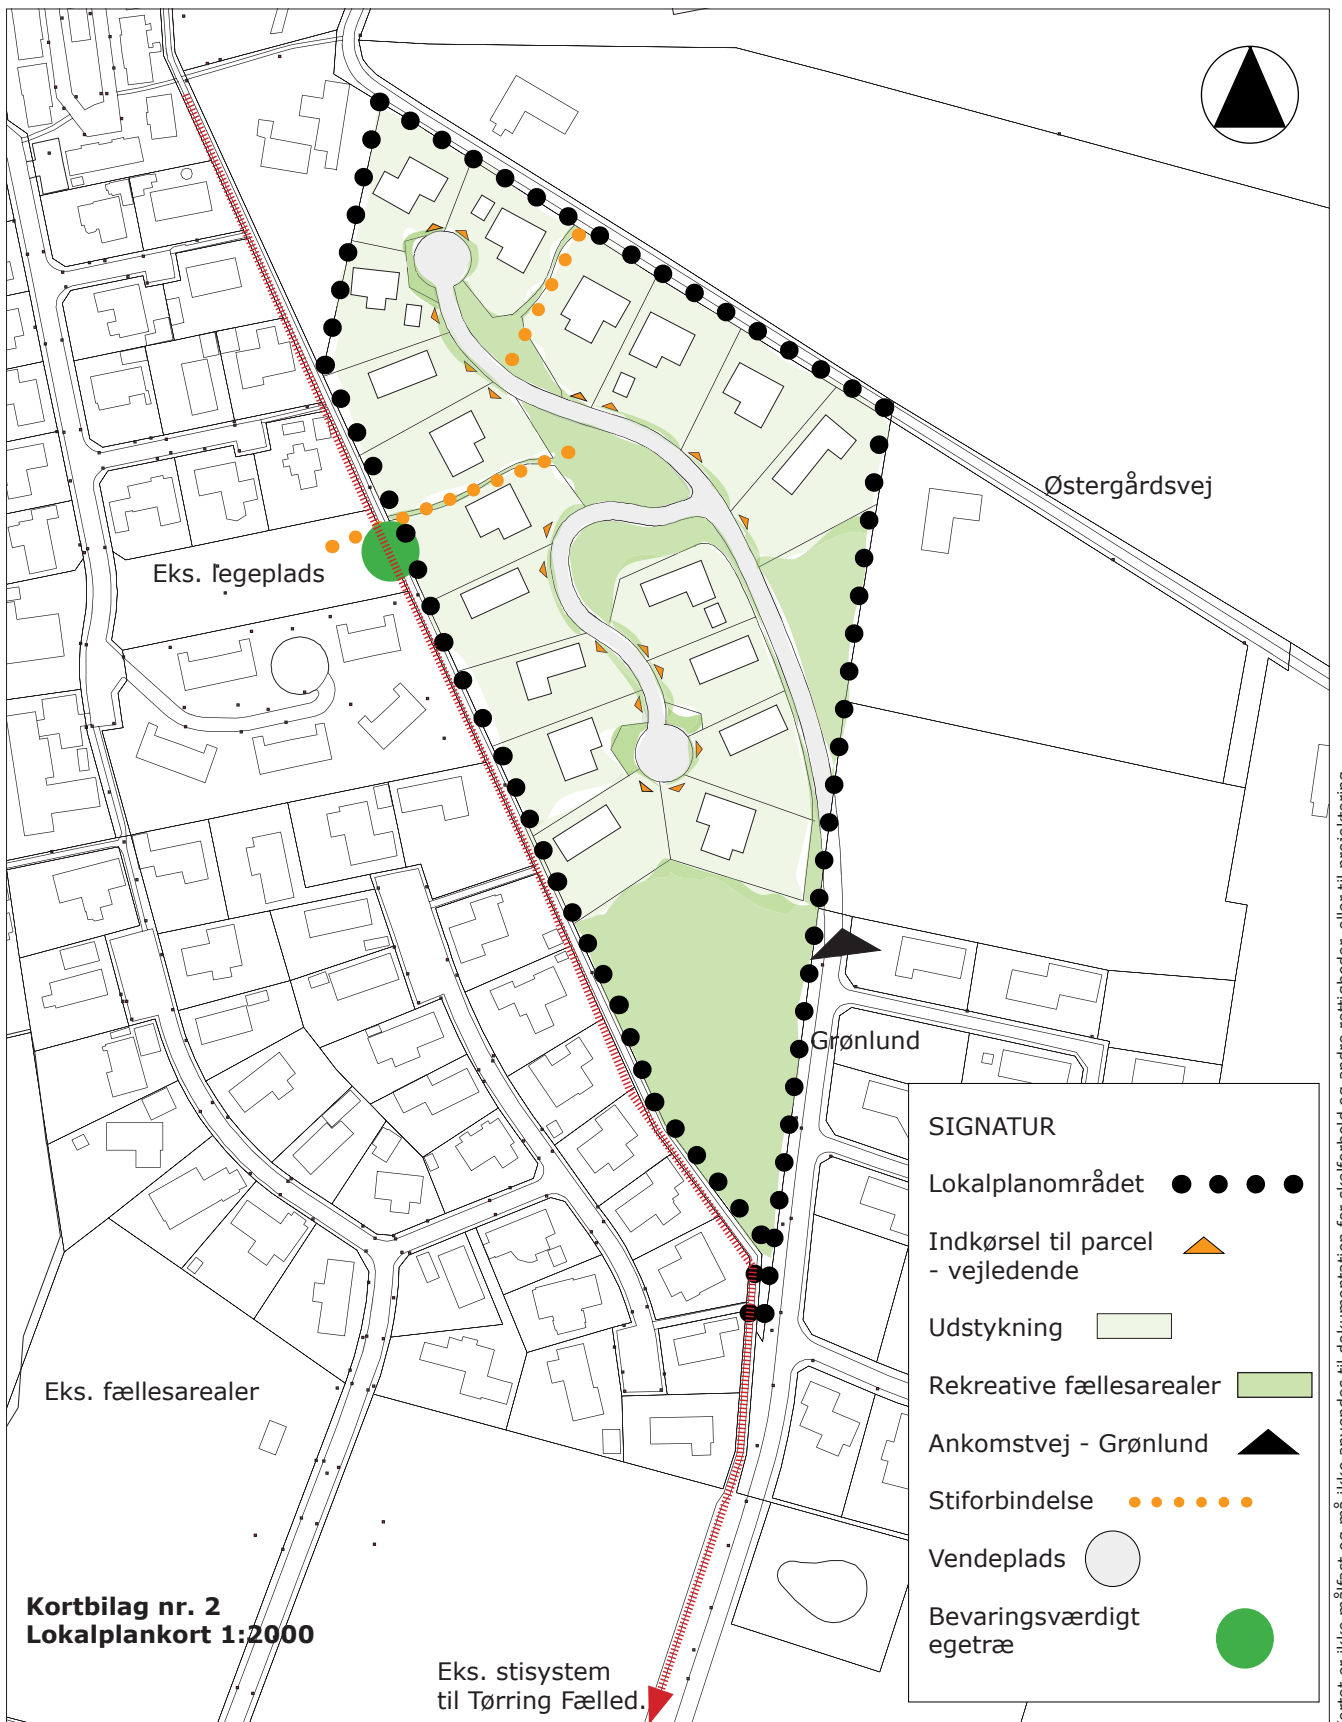 Østergårdsvej
Eks. legeplads
Grønlund
SIGNATUR
Lokalplanområdet
Indkørsel til parcel
- vejledende
Udstykning
Rekreative fællesarealer
Ankomstvej - Grønlund
Stiforbindelse
Vendeplads
Bevaringsværdigt
egetræ
Eks. fællesarealer
Kortbilag nr. 2
Lokalplankort 1:2000
Eks. stisystem
til Tørring Fælled.